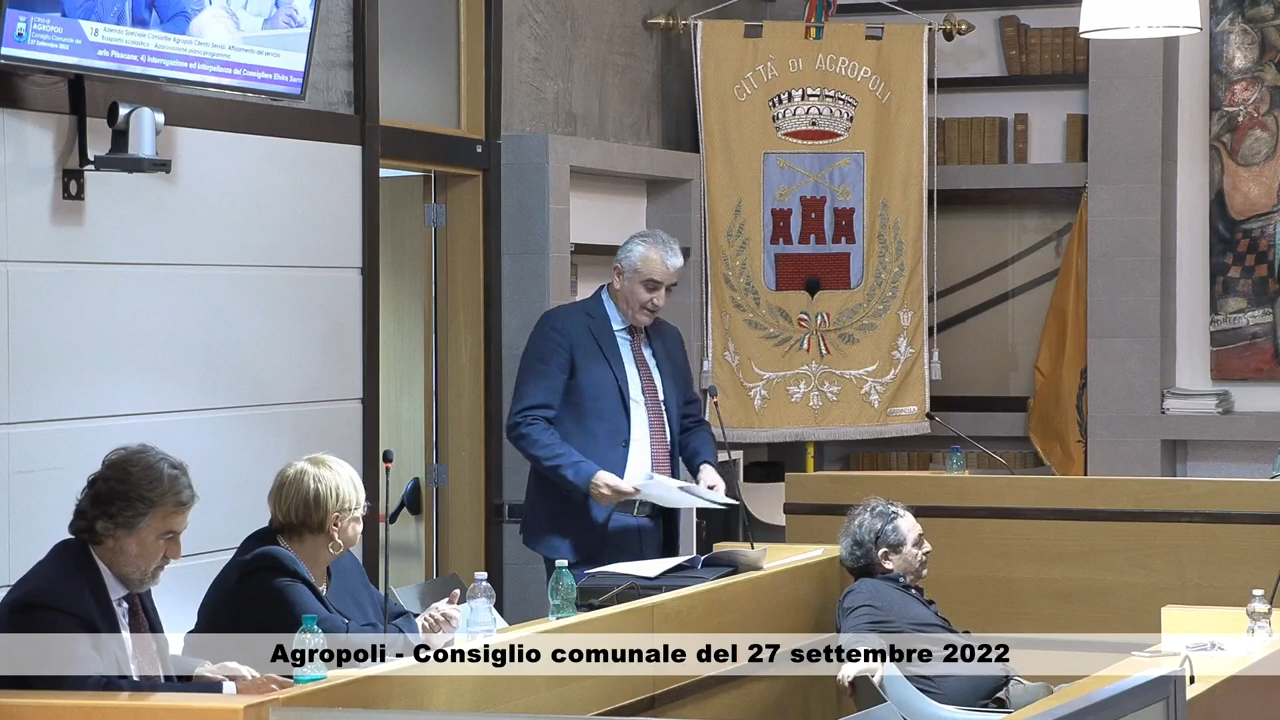 Città di
AGROPOLI
Consiglio Comunale del
27 Settembre 2022
18 Azienda Speciale Consortile Agropoli Cilento Servizi. Affidamento del servizio
trasporto scolastico - Approvazione piano programma
arlo Pisacane; 4) Interrogazione ed interpellanza del Consigliere Elvira Serra
CITTÀ DI AGROPOLI
Agropoli - Consiglio comunale del 27 settembre 2022